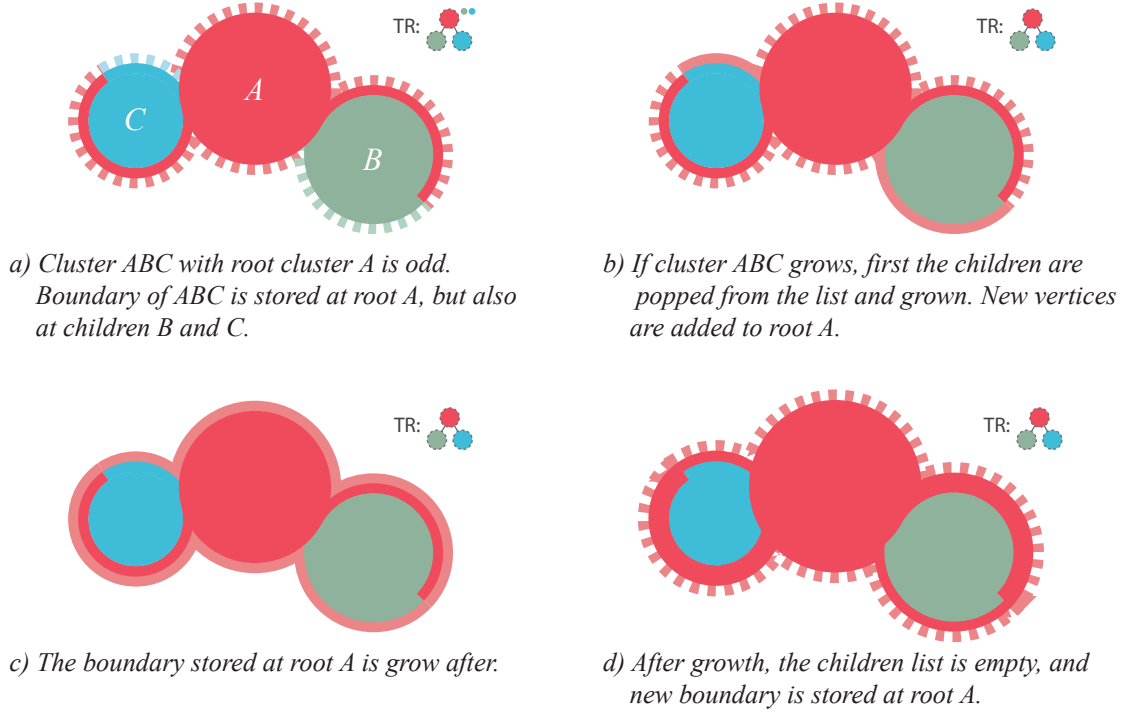 TR:
C
A
B
a) Cluster ABC with root cluster A is odd.
Boundary of ABC is stored at root A, but also
at children B and C.
TR:
b) If cluster ABC grows, first the children are
popped from the list and grown. New vertices
are added to root A.
TR:
c) The boundary stored at root A is grow after.
TR:
d) After growth, the children list is empty, and
new boundary is stored at root A.